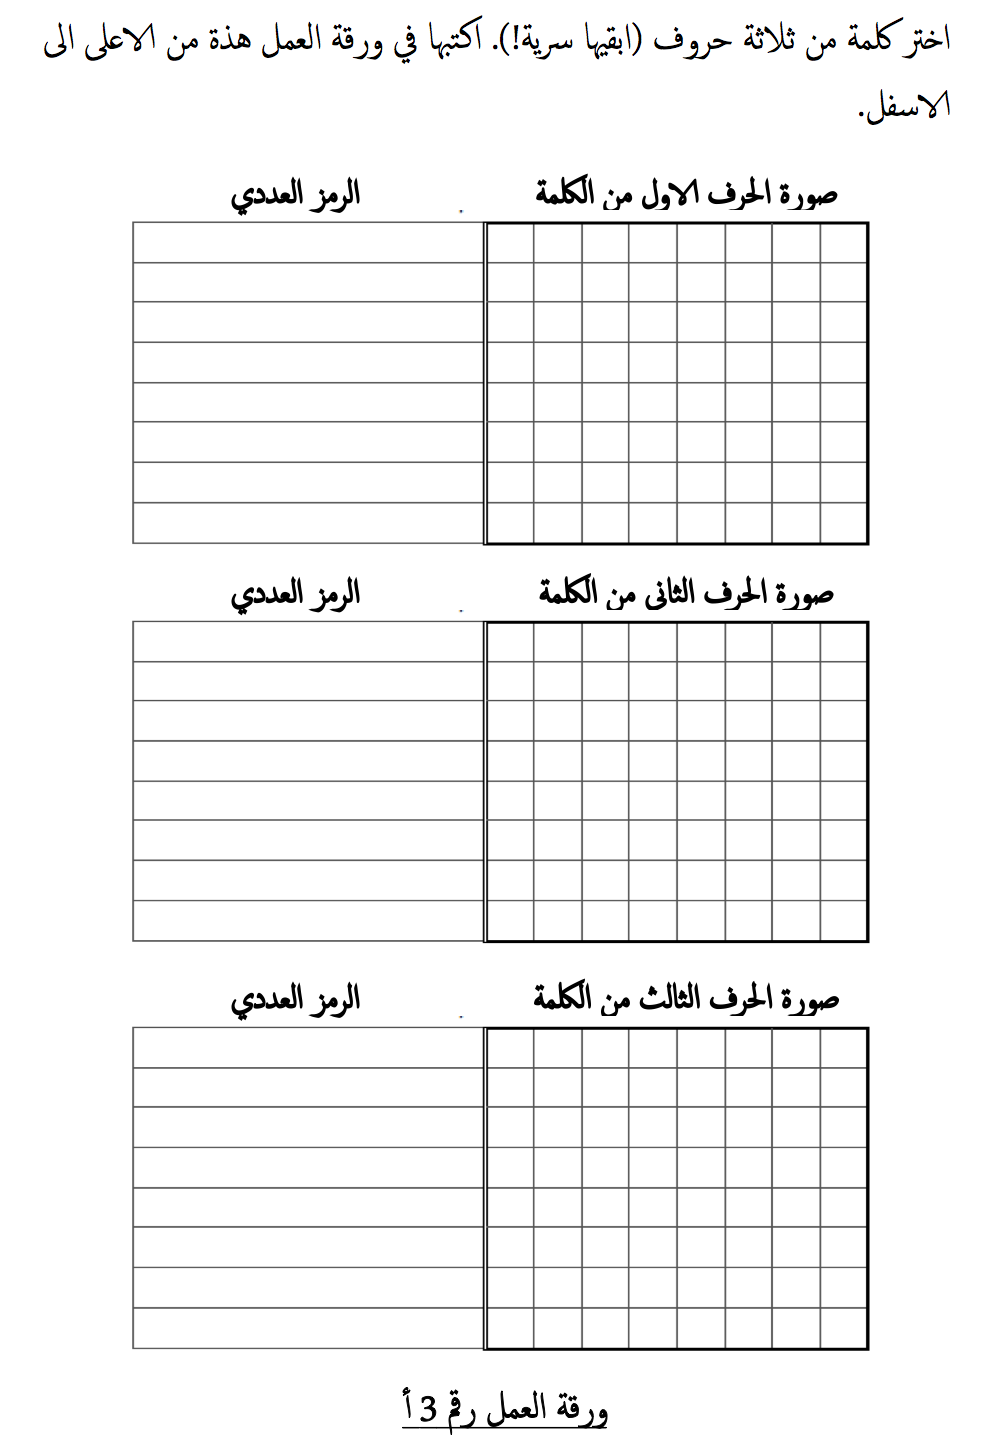 اختر كلمة من ثلاثة حروف (ابقيها سرية!). اكتبها في ورقة العمل هذة من الاعلى الى
الاسفل.
صورة الحرف الاول من الكلمة
الرمز العددي
صورة الحرف الثانى من الكلمة
الرمز العددي
صورة الحرف الثالث من الكلمة
الرمز العددي
ورقة العمل رقم 3 أ